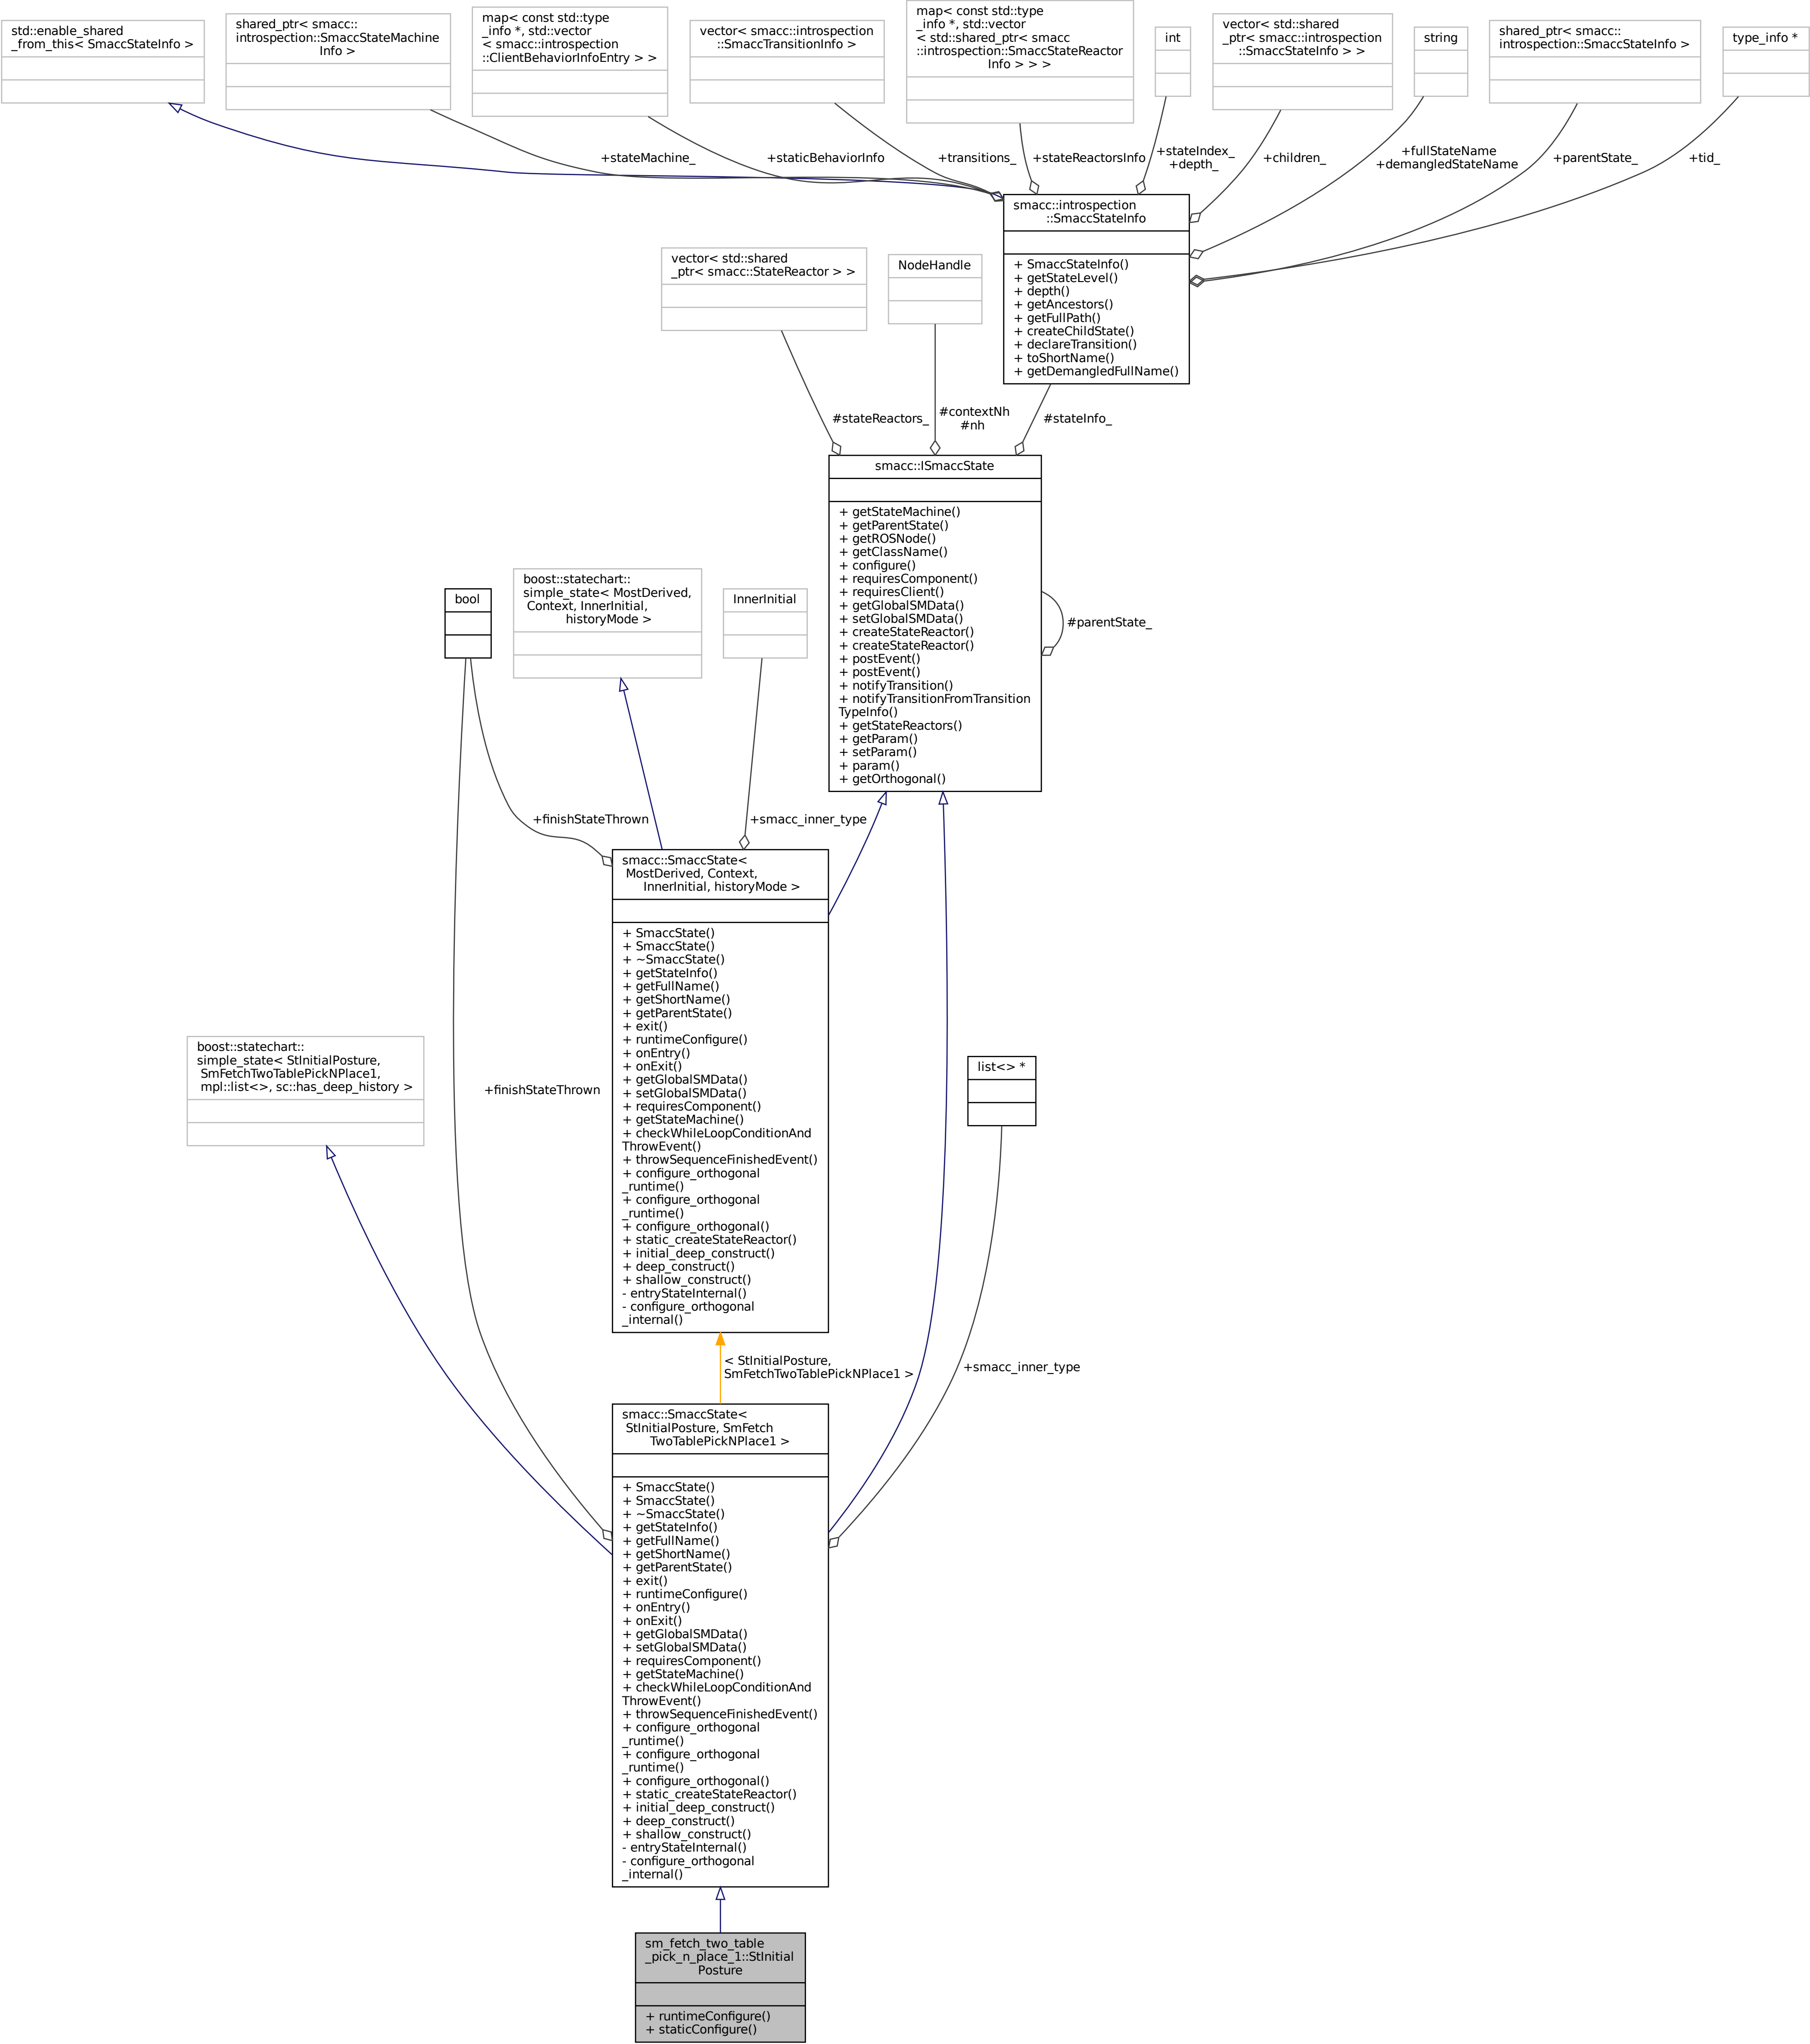 std::enable_shared
_from_this< SmaccStateInfo >
shared_ptr< smacc::
introspection::SmaccStateMachine
Info >
map< const std::type
_info *, std::vector
< smacc::introspection
::ClientBehaviorInfoEntry > >
vector< smacc::introspection
::SmaccTransitionInfo >
map< const std::type
_info *, std::vector
< std::shared_ptr< smacc
::introspection::SmaccStateReactor
Info > > >
int
vector< std::shared
_ptr< smacc::introspection
::SmaccStateInfo > >
string
shared_ptr< smacc::
introspection::SmaccStateInfo >
type_info *
+stateMachine_
+staticBehaviorInfo
+transitions_
+stateReactorsInfo
+stateIndex_
+depth_
+children_
+fullStateName
+demangledStateName
+parentState_
+tid_
smacc::introspection
::SmaccStateInfo
+ SmaccStateInfo()
+ getStateLevel()
+ depth()
+ getAncestors()
+ getFullPath()
+ createChildState()
+ declareTransition()
+ toShortName()
+ getDemangledFullName()
vector< std::shared
_ptr< smacc::StateReactor > >
NodeHandle
#stateReactors_
#contextNh
#nh
#stateInfo_
smacc::ISmaccState
+ getStateMachine()
+ getParentState()
+ getROSNode()
+ getClassName()
+ configure()
+ requiresComponent()
+ requiresClient()
+ getGlobalSMData()
+ setGlobalSMData()
+ createStateReactor()
+ createStateReactor()
+ postEvent()
+ postEvent()
+ notifyTransition()
+ notifyTransitionFromTransition
TypeInfo()
+ getStateReactors()
+ getParam()
+ setParam()
+ param()
+ getOrthogonal()
#parentState_
bool
boost::statechart::
simple_state< MostDerived,
Context, InnerInitial,
historyMode >
InnerInitial
+finishStateThrown
+smacc_inner_type
smacc::SmaccState<
MostDerived, Context,
InnerInitial, historyMode >
+ SmaccState()
+ SmaccState()
+ ~SmaccState()
+ getStateInfo()
+ getFullName()
+ getShortName()
+ getParentState()
+ exit()
+ runtimeConfigure()
+ onEntry()
+ onExit()
+ getGlobalSMData()
+ setGlobalSMData()
+ requiresComponent()
+ getStateMachine()
+ checkWhileLoopConditionAnd
ThrowEvent()
+ throwSequenceFinishedEvent()
+ configure_orthogonal
_runtime()
+ configure_orthogonal
_runtime()
+ configure_orthogonal()
+ static_createStateReactor()
+ initial_deep_construct()
+ deep_construct()
+ shallow_construct()
- entryStateInternal()
- configure_orthogonal
_internal()
boost::statechart::
simple_state< StInitialPosture,
SmFetchTwoTablePickNPlace1,
mpl::list<>, sc::has_deep_history >
+finishStateThrown
list<> *
< StInitialPosture,
SmFetchTwoTablePickNPlace1 >
+smacc_inner_type
smacc::SmaccState<
StInitialPosture, SmFetch
TwoTablePickNPlace1 >
+ SmaccState()
+ SmaccState()
+ ~SmaccState()
+ getStateInfo()
+ getFullName()
+ getShortName()
+ getParentState()
+ exit()
+ runtimeConfigure()
+ onEntry()
+ onExit()
+ getGlobalSMData()
+ setGlobalSMData()
+ requiresComponent()
+ getStateMachine()
+ checkWhileLoopConditionAnd
ThrowEvent()
+ throwSequenceFinishedEvent()
+ configure_orthogonal
_runtime()
+ configure_orthogonal
_runtime()
+ configure_orthogonal()
+ static_createStateReactor()
+ initial_deep_construct()
+ deep_construct()
+ shallow_construct()
- entryStateInternal()
- configure_orthogonal
_internal()
sm_fetch_two_table
_pick_n_place_1::StInitial
Posture
+ runtimeConfigure()
+ staticConfigure()